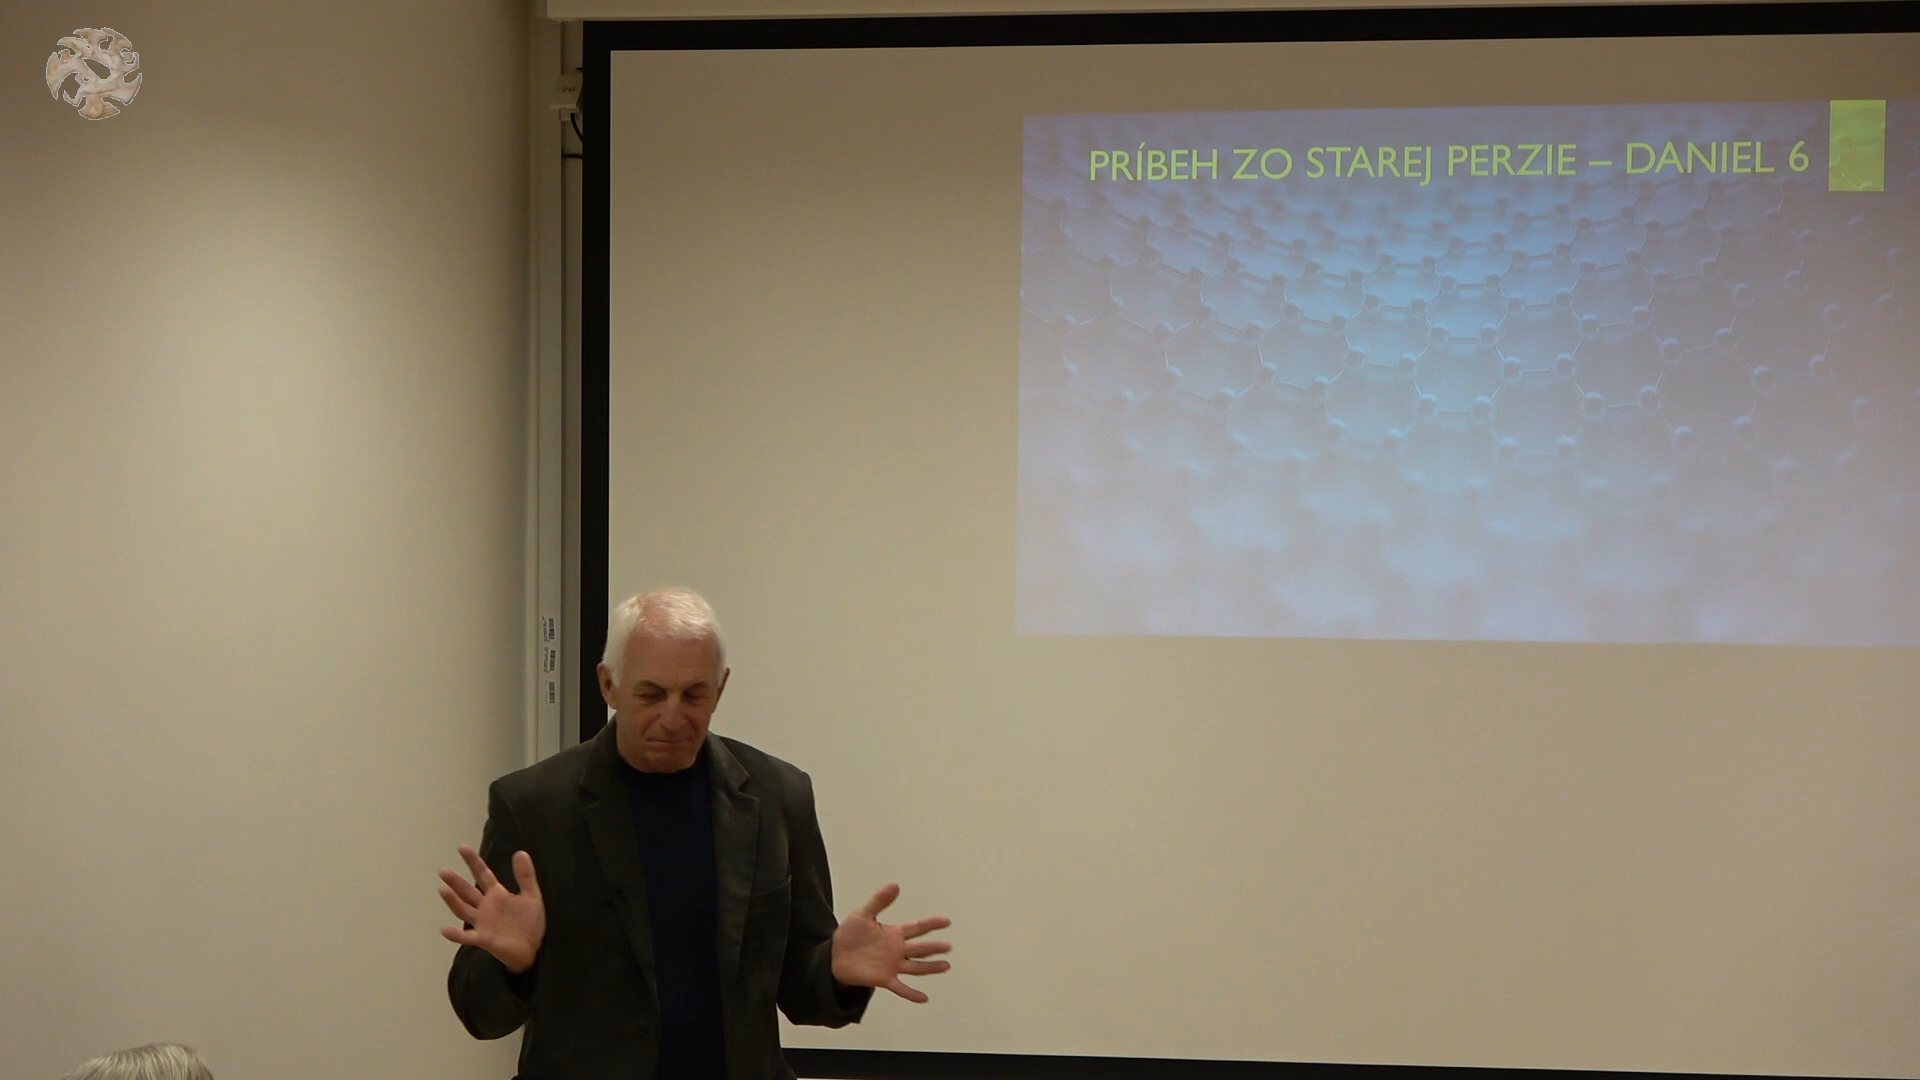 PRÍBEH ZO STAREJ PERZIE – DANIEL 6